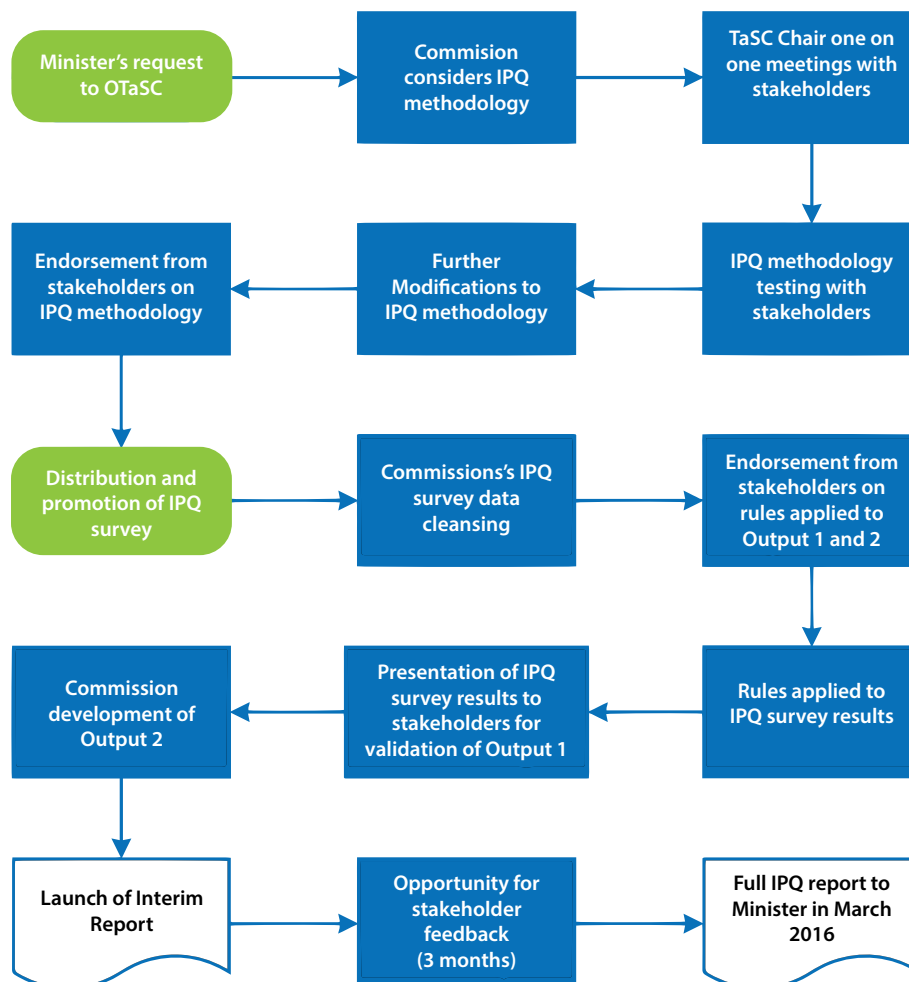 Minister's request
to OTaSC
Commision
considers IPQ
methodology
TaSC Chair one on
one meetings with
stakeholders
IPQ methodology
testing with
stakeholders
Further
Modifications to
IPQ methodology
Endorsement from
stakeholders on
IPQ methodology
Distribution and
promotion of IPQ
survey
Commissions's IPQ
survey data
cleansing
Endorsement from
stakeholders on
rules applied to
Output 1 and 2
Rules applied to
IPQ survey results
Presentation of IPQ
survey results to
stakeholders for
validation of Output 1
Commission
development of
Output 2
Launch of Interim
Report
Opportunity for
stakeholder
feedback
(3 months)
Full IPQ report to
Minister in March
2016